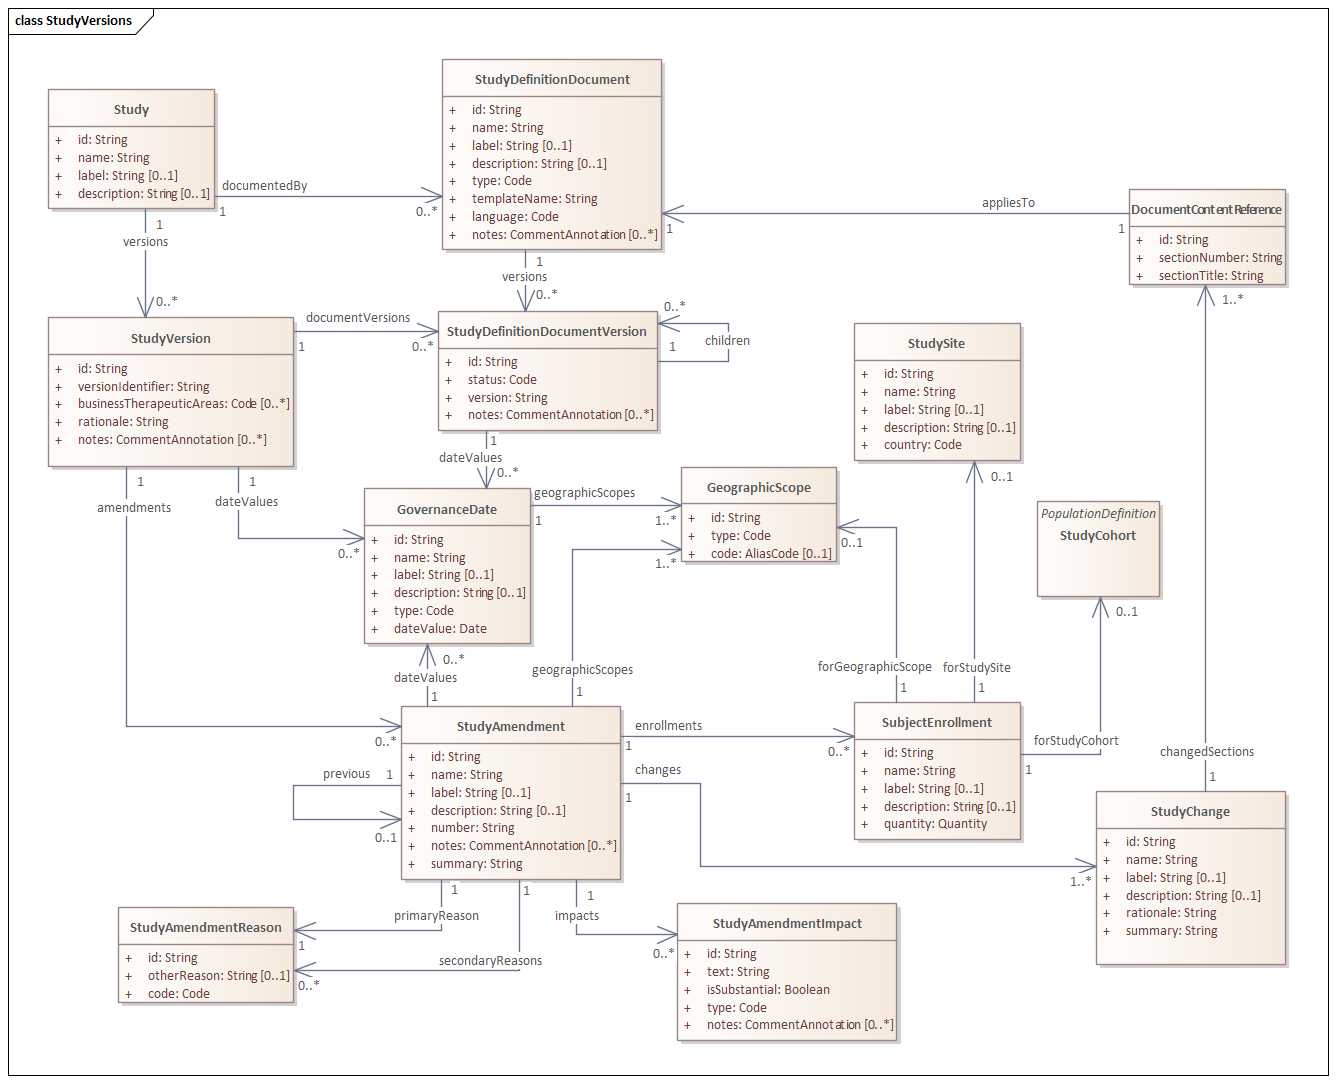 class StudyVersions
Study
+ id: String
+ name: String
+ label: String [0..1]
+ description: String [0..1]
documentedBy
1
0..*
1
versions
0..*
StudyDefinitionDocument
+ id: String
+ name: String
+ label: String [0..1]
+ description: String [0..1]
+ type: Code
+ templateName: String
+ language: Code
+ notes: CommentAnnotation [0..*]
appliesTo
1
1
DocumentContentReference
+ id: String
+ sectionNumber: String
+ sectionTitle: String
1..*
1
versions
0..*
StudyVersion
+ id: String
+ versionIdentifier: String
+ businessTherapeuticAreas: Code [0..*]
+ rationale: String
+ notes: CommentAnnotation [0..*]
documentVersions
1
0..*
StudyDefinitionDocumentVersion
+ id: String
+ status: Code
+ version: String
+ notes: CommentAnnotation [0..*]
0..*
children
1
StudySite
+ id: String
+ name: String
+ label: String [0..1]
+ description: String [0..1]
+ country: Code
0..1
1
amendments
1
dateValues
0..*
1
dateValues
0..*
GovernanceDate
+ id: String
+ name: String
+ label: String [0..1]
+ description: String [0..1]
+ type: Code
+ dateValue: Date
geographicScopes
1
1..*
GeographicScope
+ id: String
+ type: Code
+ code: AliasCode [0..1]
0..1
1..*
PopulationDefinition
StudyCohort
0..1
0..*
dateValues
1
geographicScopes
1
forGeographicScope
1
forStudySite
1
0..*
StudyAmendment
+ id: String
+ name: String
+ label: String [0..1]
+ description: String [0..1]
+ number: String
+ notes: CommentAnnotation [0..*]
+ summary: String
previous
1
0..1
enrollments
1
0..*
changes
1
1..*
SubjectEnrollment
+ id: String
+ name: String
+ label: String [0..1]
+ description: String [0..1]
+ quantity: Quantity
forStudyCohort
1
changedSections
1
StudyChange
+ id: String
+ name: String
+ label: String [0..1]
+ description: String [0..1]
+ rationale: String
+ summary: String
1
primaryReason
1
1
secondaryReasons
0..*
1
impacts
0..*
StudyAmendmentReason
+ id: String
+ otherReason: String [0..1]
+ code: Code
StudyAmendmentImpact
+ id: String
+ text: String
+ isSubstantial: Boolean
+ type: Code
+ notes: CommentAnnotation [0..*]